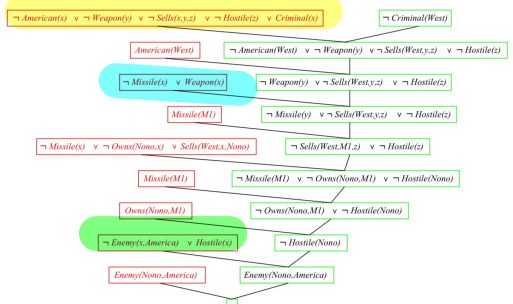 ¬ American(x) ∨ ¬ Weapon(y) ∨ ¬ Sells(x,y,z) ∨ ¬ Hostile(z) ∨ Criminal(x)
¬ Criminal(West)
American(West)
¬ American(West) ∨ ¬ Weapon(y) ∨ ¬ Sells(West,y,z) ∨ ¬ Hostile(z)
¬ Missile(x) ∨ Weapon(x)
¬ Weapon(y) ∨ ¬ Sells(West,y,z) ∨ ¬ Hostile(z)
Missile(M1)
¬ Missile(y) ∨ ¬ Sells(West,y,z) ∨ ¬ Hostile(z)
¬ Missile(x) ∨ ¬ Owns(Nono,x) ∨ Sells(West,x,Nono)
¬ Sells(West,M1,z) ∨ ¬ Hostile(z)
Missile(M1)
¬ Missile(M1) ∨ ¬ Owns(Nono,M1) ∨ ¬ Hostile(Nono)
Owns(Nono,M1)
¬ Owns(Nono,M1) ∨ ¬ Hostile(Nono)
¬ Enemy(x,America) ∨ Hostile(x)
¬ Hostile(Nono)
Enemy(Nono,America)
Enemy(Nono,America)